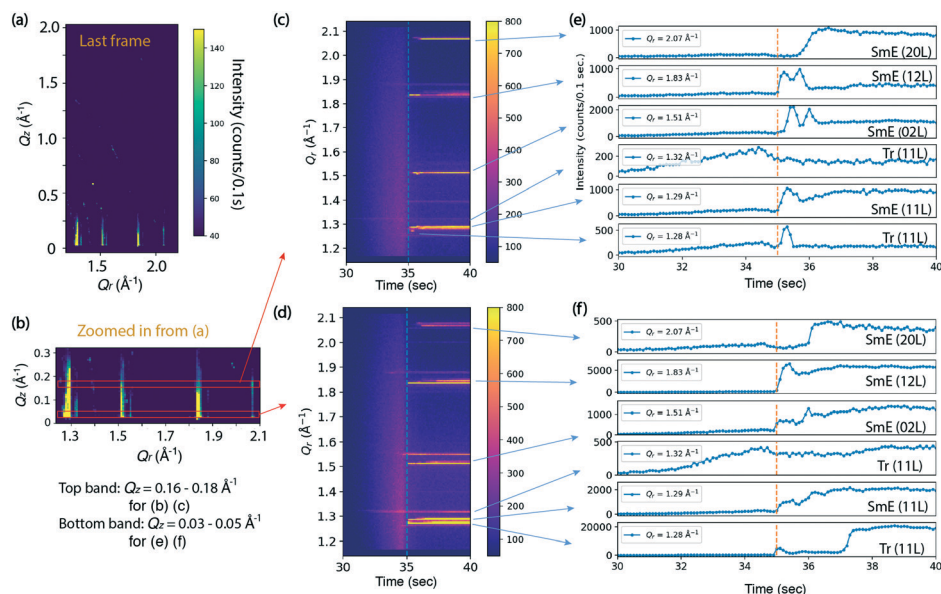 (a)
Last frame
2.0
1.5
1.0
0.5
0
Qz (Å⁻¹)
1.5
2.0
Qr (Å⁻¹)
140
120
100
80
60
40
Intensity (counts/0.1s)
(b)
Zoomed in from (a)
0.3
0.2
0.1
0
Qz (Å⁻¹)
1.3
1.5
1.7
1.9
2.1
Qr (Å⁻¹)
Top band: Qz = 0.16 - 0.18 Å⁻¹
for (b) (c)
Bottom band: Qz = 0.03 - 0.05 Å⁻¹
for (e) (f)
(c)
2.1
2.0
1.9
1.8
1.7
1.6
1.5
1.4
1.3
1.2
Qr (Å⁻¹)
30
35
40
Time (sec)
800
700
600
500
400
300
200
100
(d)
2.1
2.0
1.9
1.8
1.7
1.6
1.5
1.4
1.3
1.2
Qr (Å⁻¹)
30
35
40
Time (sec)
800
700
600
500
400
300
200
100
(e)
Intensity (counts/0.1 sec.)
1000
0
Qr = 2.07 Å⁻¹
SmE (20L)
1000
0
Qr = 1.83 Å⁻¹
SmE (12L)
2000
0
Qr = 1.51 Å⁻¹
SmE (02L)
200
0
Qr = 1.32 Å⁻¹
Tr (11L)
1000
0
Qr = 1.29 Å⁻¹
SmE (11L)
500
0
Qr = 1.28 Å⁻¹
Tr (11L)
30
32
34
36
38
40
Time (sec)
(f)
500
0
Qr = 2.07 Å⁻¹
SmE (20L)
5000
0
Qr = 1.83 Å⁻¹
SmE (12L)
1000
0
Qr = 1.51 Å⁻¹
SmE (02L)
500
0
Qr = 1.32 Å⁻¹
Tr (11L)
2000
0
Qr = 1.29 Å⁻¹
SmE (11L)
20000
10000
0
Qr = 1.28 Å⁻¹
Tr (11L)
30
32
34
36
38
40
Time (sec)